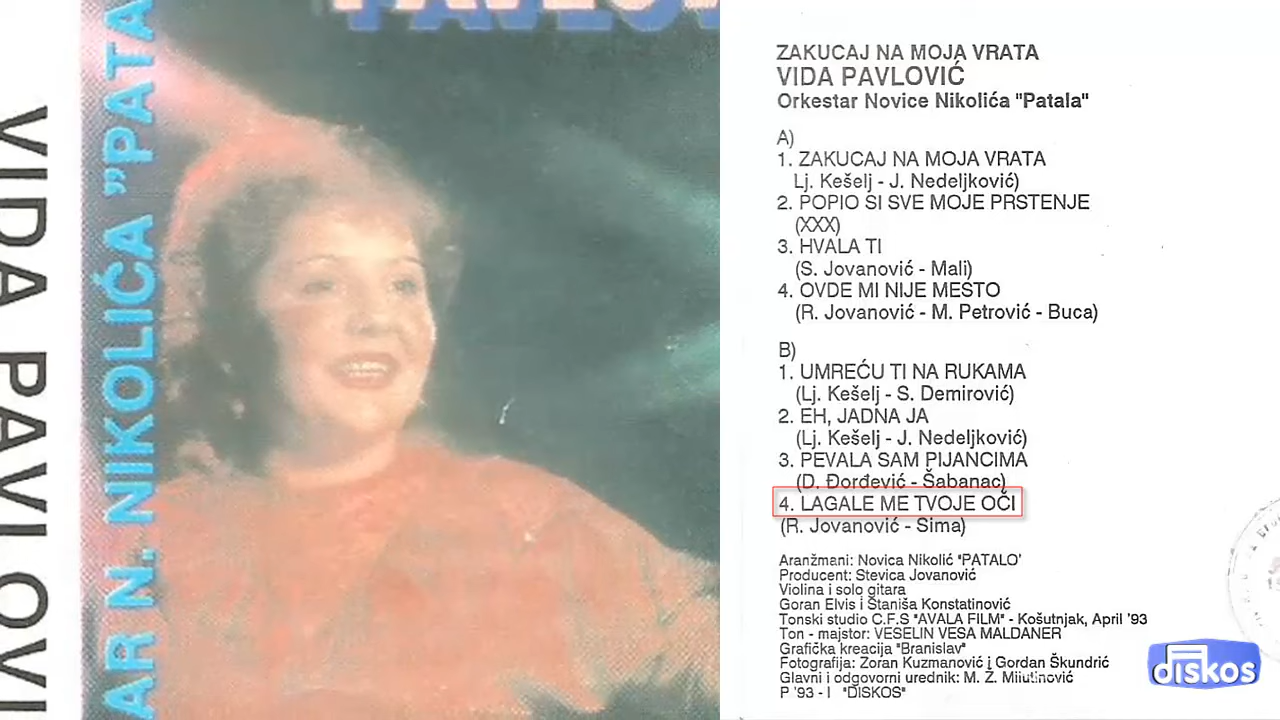 VIDA PAVLOVI
AR N. NIKOLIĆA "PATA
ZAKUCAJ NA MOJA VRATA
VIDA PAVLOVIĆ
Orkestar Novice Nikolića "Patala"
A)
1. ZAKUCAJ NA MOJA VRATA
Lj. Kešelj - J. Nedeljković)
2. POPIO SI SVE MOJE PRSTENJE
(XXX)
3. HVALA TI
(S. Jovanović - Mali)
4. OVDE MI NIJE MESTO
(R. Jovanović - M. Petrović - Buca)
B)
1. UMREĆU TI NA RUKAMA
(Lj. Kešelj - S. Demirović)
2. EH, JADNA JA
(Lj. Kešelj - J. Nedeljković)
3. PEVALA SAM PIJANCIMA
(D. Đorđević - Šabanac)
4. LAGALE ME TVOJE OČI
(R. Jovanović - Sima)
Aranžmani: Novica Nikolić "PATALO'
Producent: Stevica Jovanović
Violina i solo gitara
Goran Elvis i Štaniša Konstatinović
Tonski studio C.F.S "AVALA FILM" - Košutnjak, April '93
Ton - majstor: VESELIN VESA MALDANER
Grafička kreacija "Branislav"
Fotografija: Zoran Kuzmanović i Gordan Škundrić
Glavni i odgovorni urednik: M. Ž. Milutinović
P '93 - I "DISKOS"
diskos